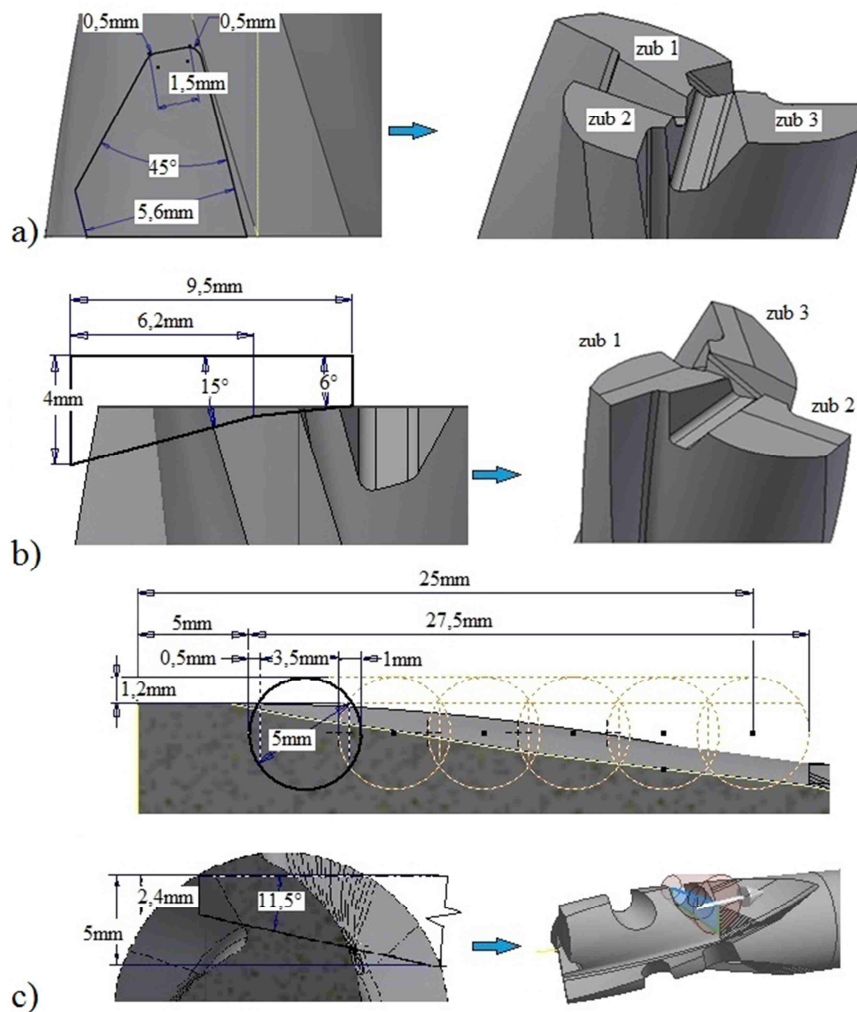 0,5mm 0,5mm
1,5mm
45°
5,6mm
zub 1
zub 2
zub 3
a)
9,5mm
6,2mm
4mm
15°
6°
zub 3
zub 1
zub 2
b)
25mm
5mm
27,5mm
0,5mm 3,5mm 1mm
1,2mm
5mm
2,4mm
11,5°
5mm
c)